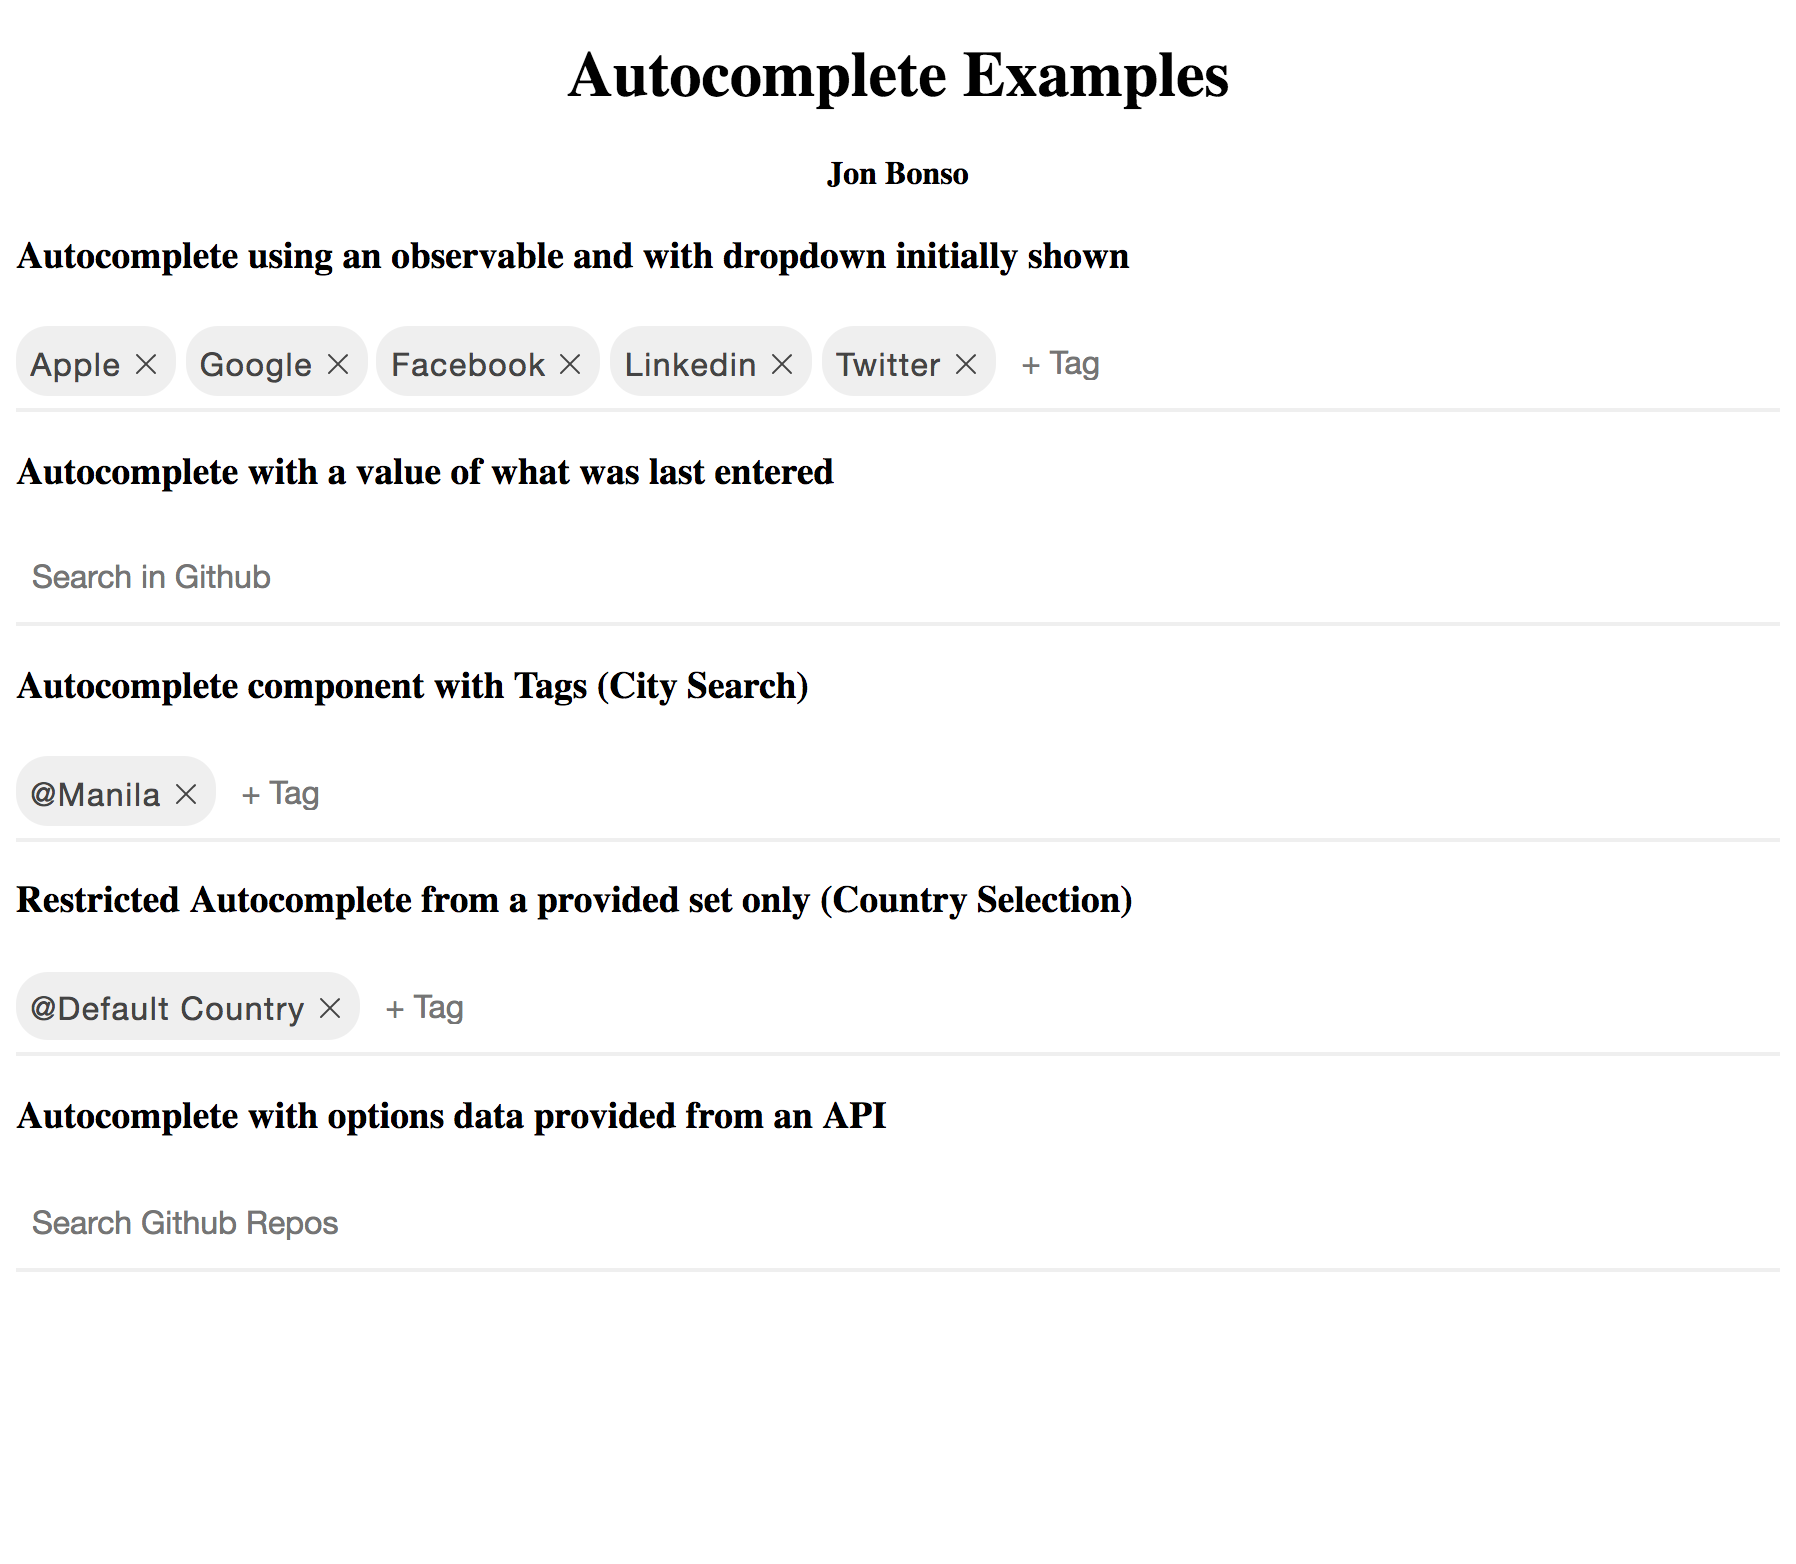 Autocomplete Examples
Jon Bonso
Autocomplete using an observable and with dropdown initially shown
Apple Google Facebook Linkedin Twitter + Tag
Autocomplete with a value of what was last entered
Search in Github
Autocomplete component with Tags (City Search)
@Manila + Tag
Restricted Autocomplete from a provided set only (Country Selection)
@Default Country + Tag
Autocomplete with options data provided from an API
Search Github Repos